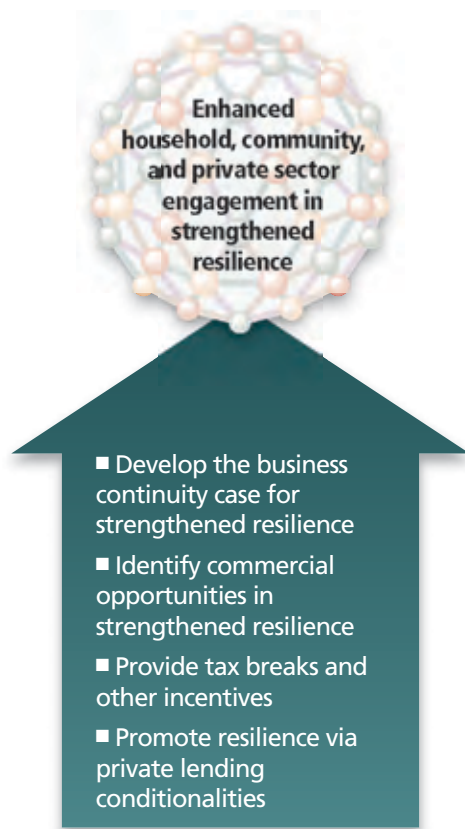 Enhanced
household, community,
and private sector
engagement in
strengthened
resilience
■ Develop the business
continuity case for
strengthened resilience
■ Identify commercial
opportunities in
strengthened resilience
■ Provide tax breaks and
other incentives
■ Promote resilience via
private lending
conditionalities